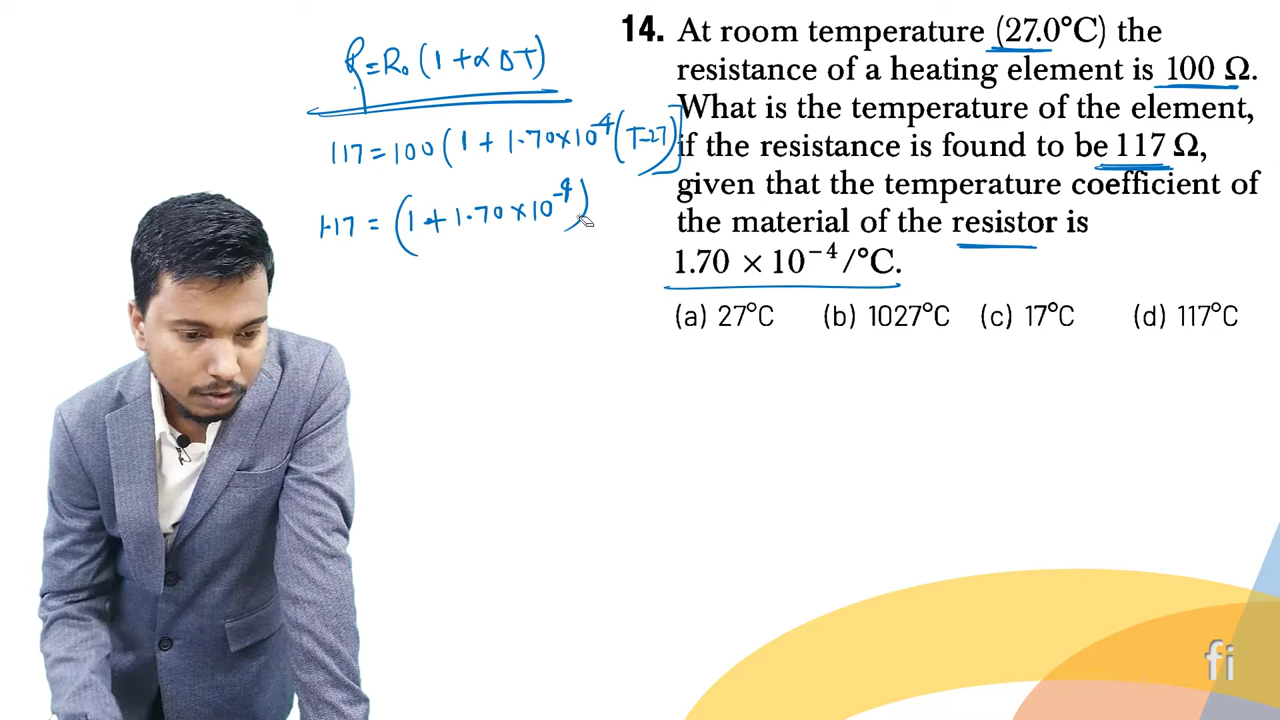 14. At room temperature (27.0°C) the
resistance of a heating element is 100 Ω.
What is the temperature of the element,
if the resistance is found to be 117 Ω,
given that the temperature coefficient of
the material of the resistor is
1.70 × 10⁻⁴/°C.
(a) 27°C (b) 1027°C (c) 17°C (d) 117°C
R=R₀(1+αΔT)
117=100(1+1.70×10⁻⁴(T-27)]
1.17=(1+1.70×10⁻⁴)
fi